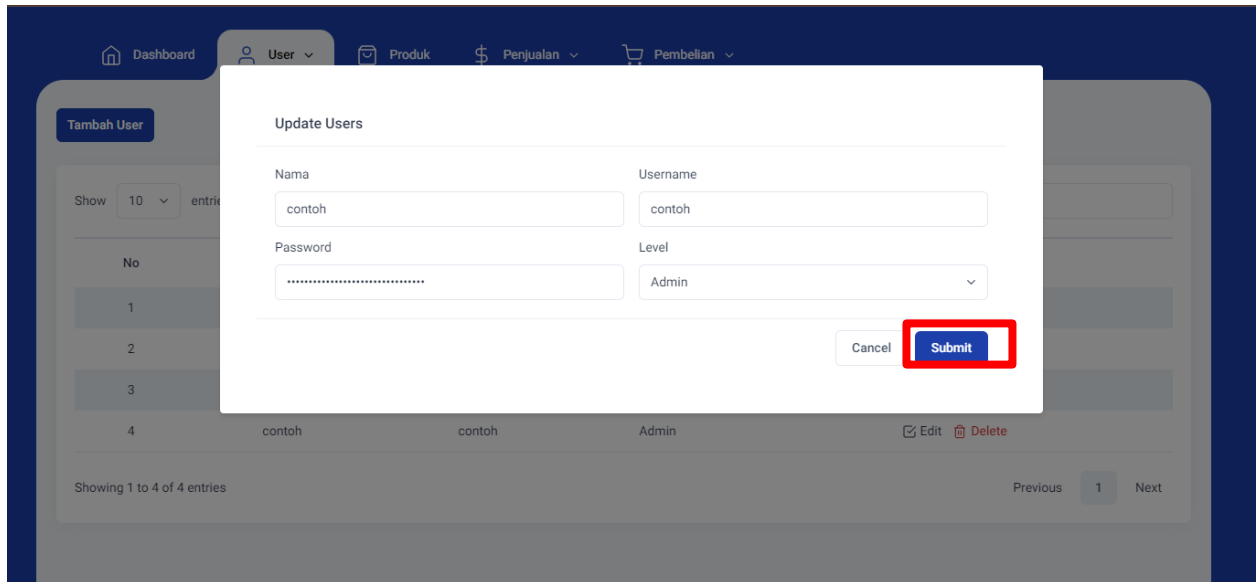 Dashboard User Produk Penjualan Pembelian
Tambah User
Update Users
Nama Username
contoh contoh
Password Level
•••••••••••••••••••••••••••••••• Admin
Cancel Submit
Show 10
No
1
2
3
4 contoh contoh Admin Edit Delete
Showing 1 to 4 of 4 entries Previous 1 Next